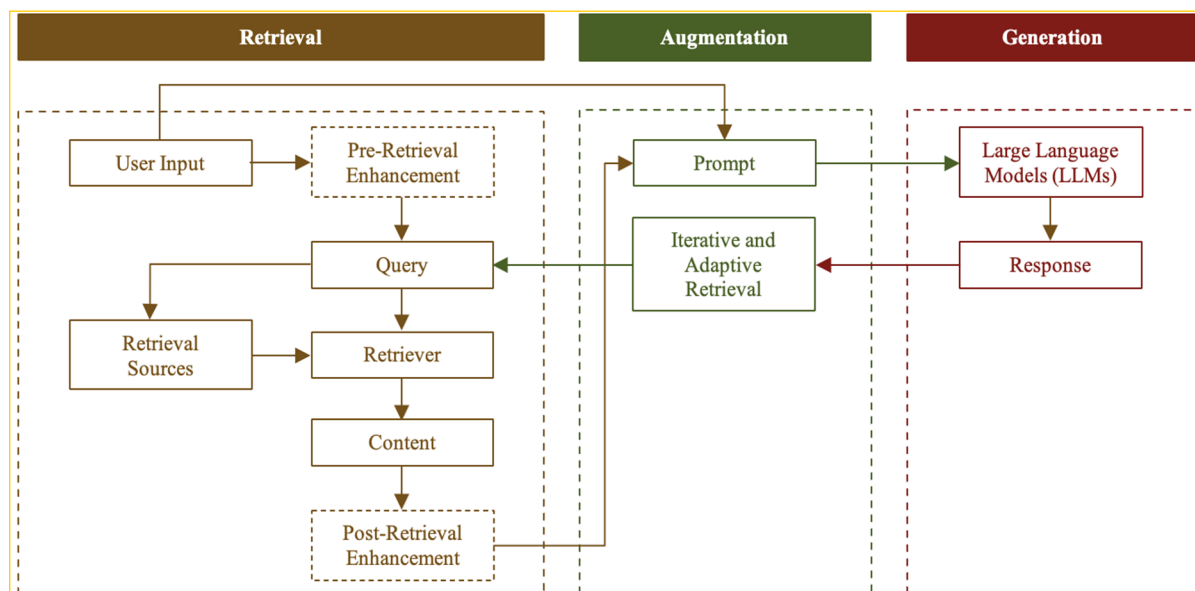 Retrieval
Augmentation
Generation
User Input
Pre-Retrieval
Enhancement
Prompt
Large Language
Models (LLMs)
Query
Iterative and
Adaptive
Retrieval
Response
Retrieval
Sources
Retriever
Content
Post-Retrieval
Enhancement